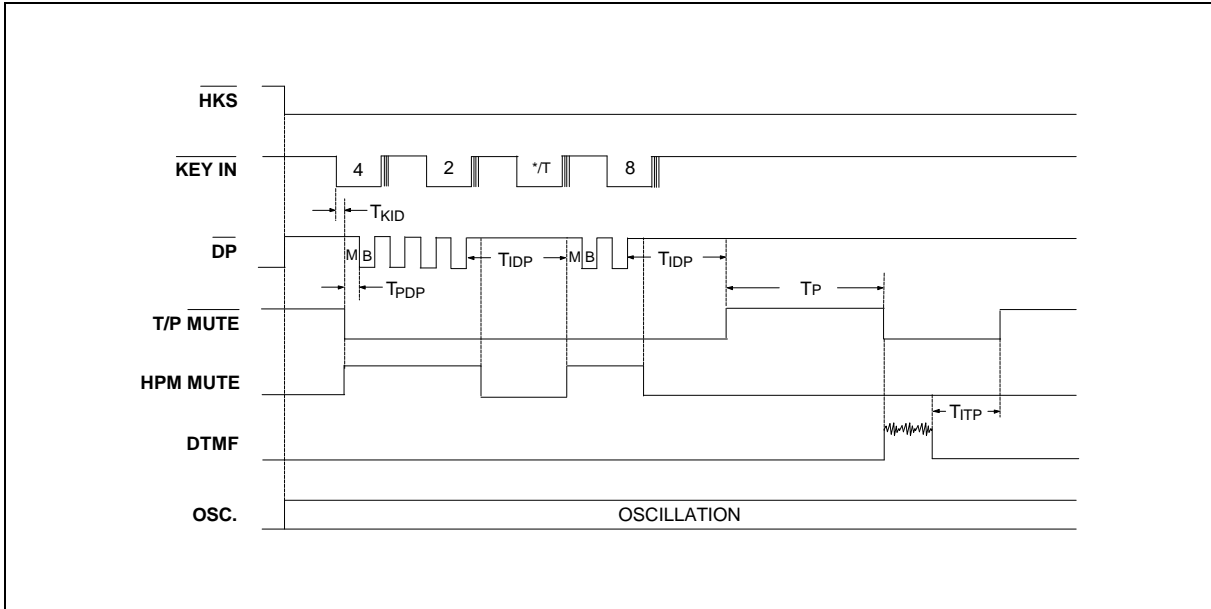 HKS
KEY IN
4
2
*/T
8
TKID
DP
M B
TIDP
M B
TIDP
TPDP
TP
T/P MUTE
HPM MUTE
TITP
DTMF
OSC.
OSCILLATION